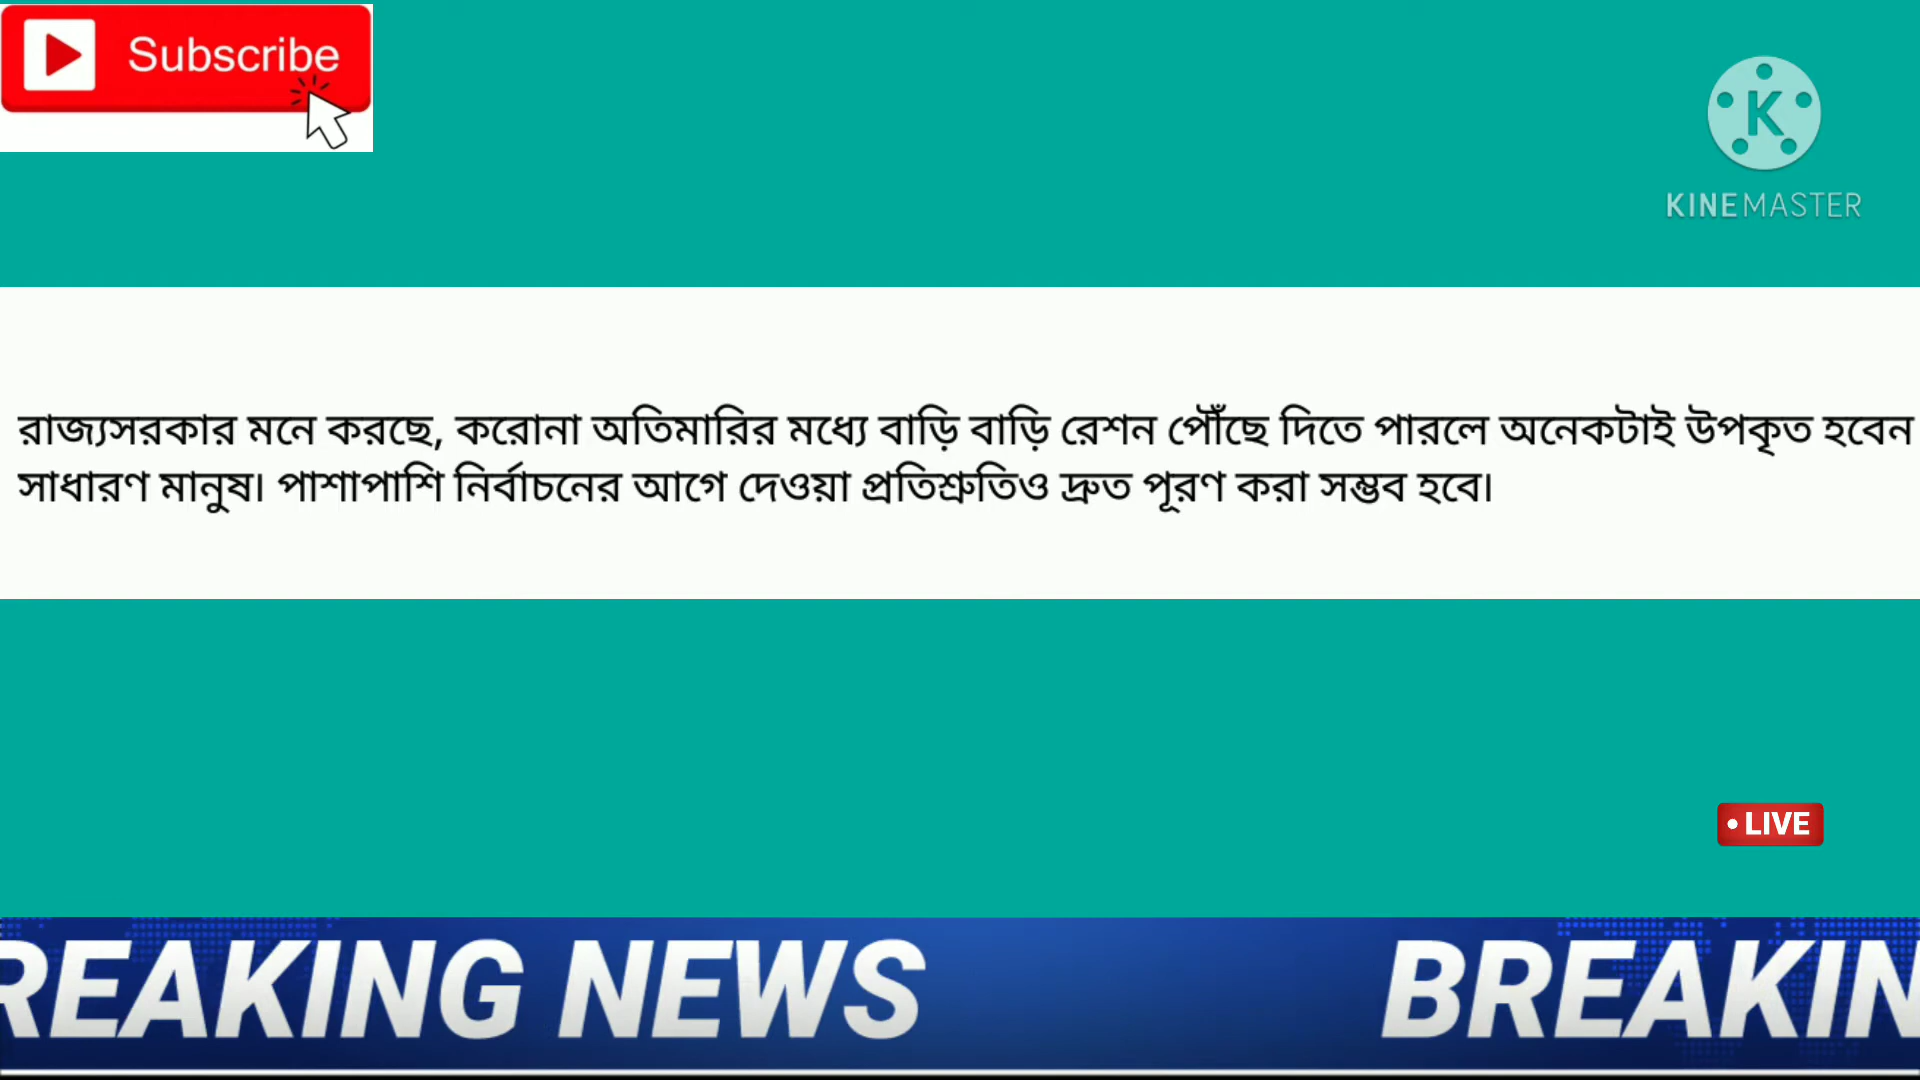 Subscribe
K
KINEMASTER
রাজ্যসরকার মনে করছে, করোনা অতিমারির মধ্যে বাড়ি বাড়ি রেশন পৌঁছে দিতে পারলে অনেকটাই উপকৃত হবেন
সাধারণ মানুষ। পাশাপাশি নির্বাচনের আগে দেওয়া প্রতিশ্রুতিও দ্রুত পূরণ করা সম্ভব হবে।
• LIVE
REAKING NEWS BREAKIN